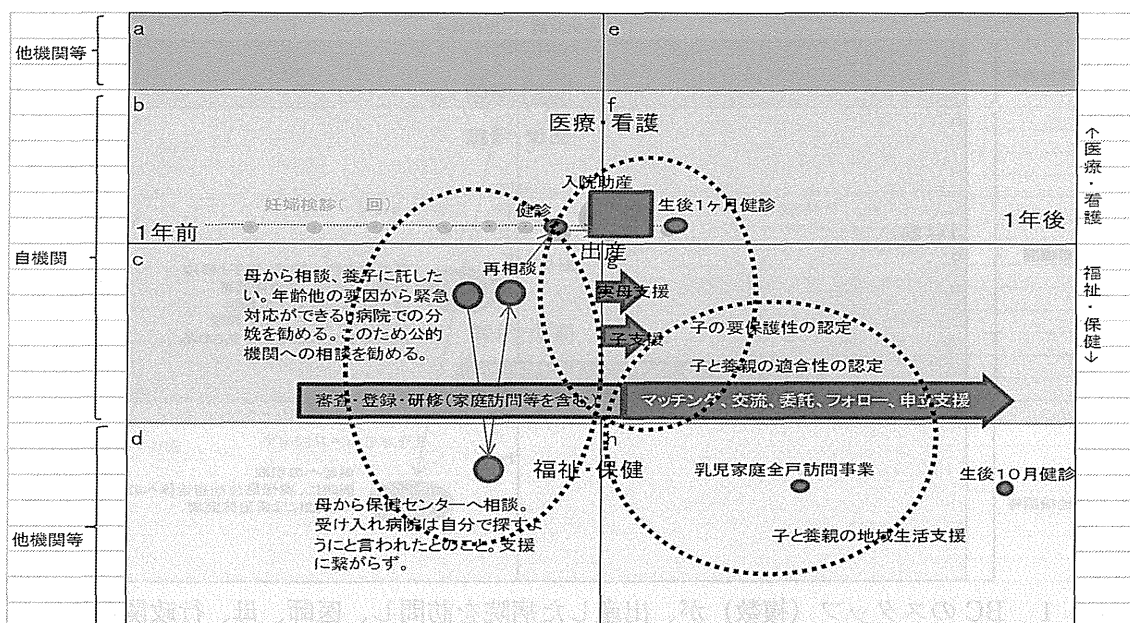 a
e
他機関等
b
f
医療・看護
入院助産
妊婦検診( 回)
健診
生後1ヶ月健診
1年前
1年後
↑医療・看護
自機関
c
出産
g
母から相談、養子に託した
い。年齢他の要因から緊急
対応ができる病院での分
娩を勧める。このため公的
機関への相談を勧める。
再相談
実母支援
子支援
子の要保護性の認定
子と養親の適合性の認定
福祉・保健↓
審査・登録・研修(家庭訪問等を含む)
マッチング、交流、委託、フォロー、申立支援
d
h
福祉・保健
乳児家庭全戸訪問事業
生後10月健診
母から保健センターへ相談。
受け入れ病院は自分で探すよ
うにと言われたとのこと。支援
に繋がらず。
他機関等
子と養親の地域生活支援